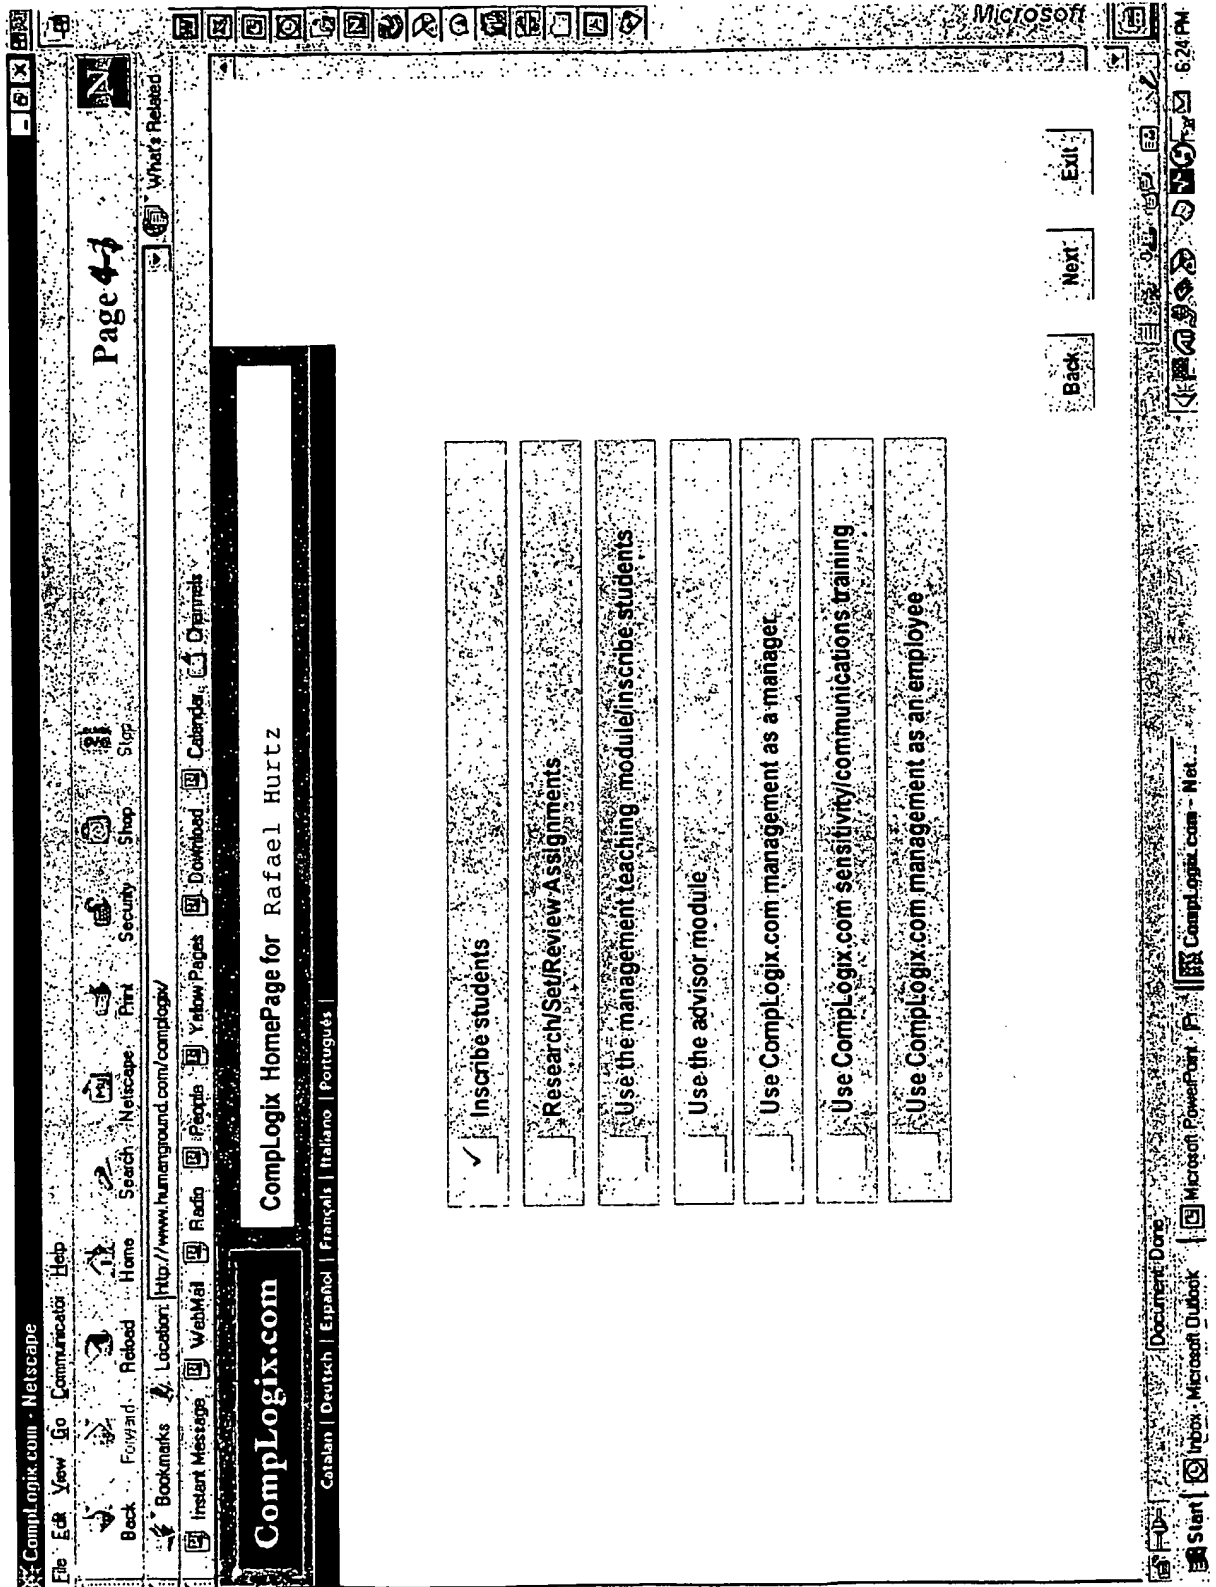 CompLogix.com - Netscape
File Edit View Go Communicator Help
Back Forward Reload Home Search Netscape Print Security Shop Stop
Page 4-3
Bookmarks Location: http://www.humanground.com/complogix/ What's Related
Instant Message WebMail Radio People Yellow Pages Download Calendar Channels
CompLogix.com
CompLogix HomePage for Rafael Hurtz
Catalan | Deutsch | Español | Français | Italiano | Portugués |
✓ Inscribe students
Research/Set/Review Assignments
Use the management teaching module/inscribe students
Use the advisor module
Use CompLogix.com management as a manager
Use CompLogix.com sensitivity/communications training
Use CompLogix.com management as an employee
Back Next Exit
Document: Done
Start Inbox - Microsoft Outlook Microsoft PowerPoint CompLogix.com - Net... 6:24 PM
Microsoft